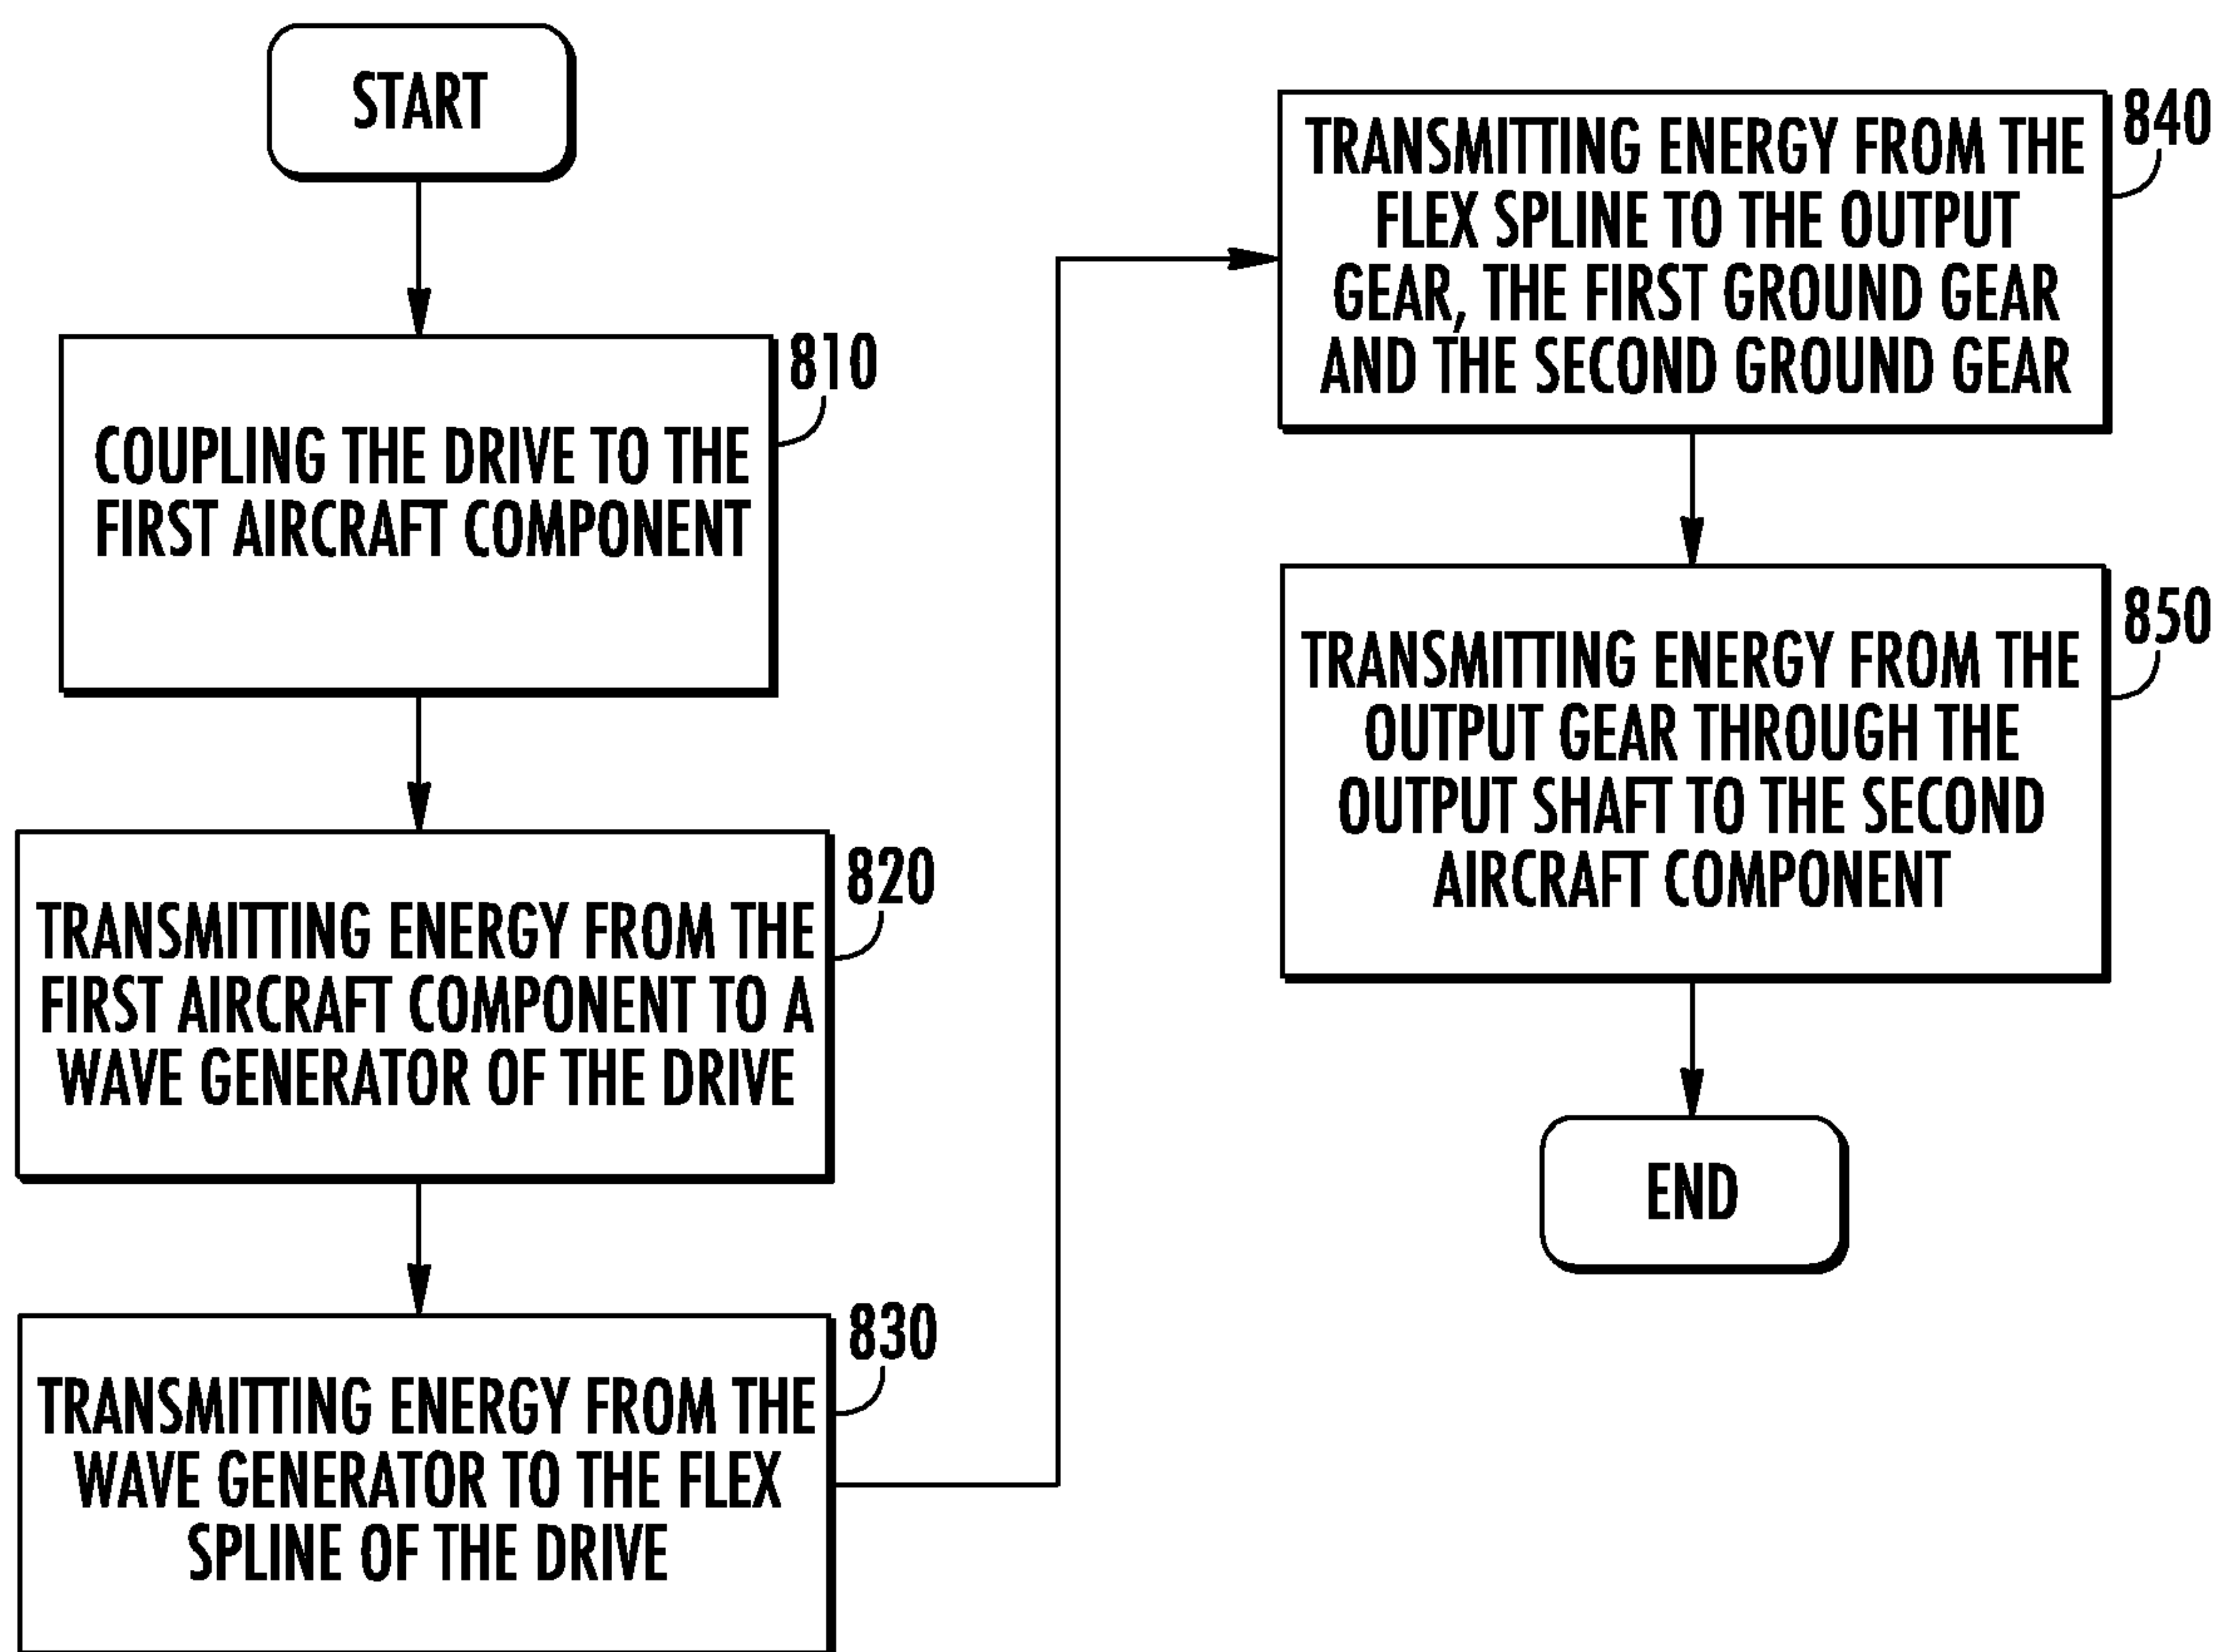 START
810
COUPLING THE DRIVE TO THE
FIRST AIRCRAFT COMPONENT
820
TRANSMITTING ENERGY FROM THE
FIRST AIRCRAFT COMPONENT TO A
WAVE GENERATOR OF THE DRIVE
830
TRANSMITTING ENERGY FROM THE
WAVE GENERATOR TO THE FLEX
SPLINE OF THE DRIVE
840
TRANSMITTING ENERGY FROM THE
FLEX SPLINE TO THE OUTPUT
GEAR, THE FIRST GROUND GEAR
AND THE SECOND GROUND GEAR
850
TRANSMITTING ENERGY FROM THE
OUTPUT GEAR THROUGH THE
OUTPUT SHAFT TO THE SECOND
AIRCRAFT COMPONENT
END